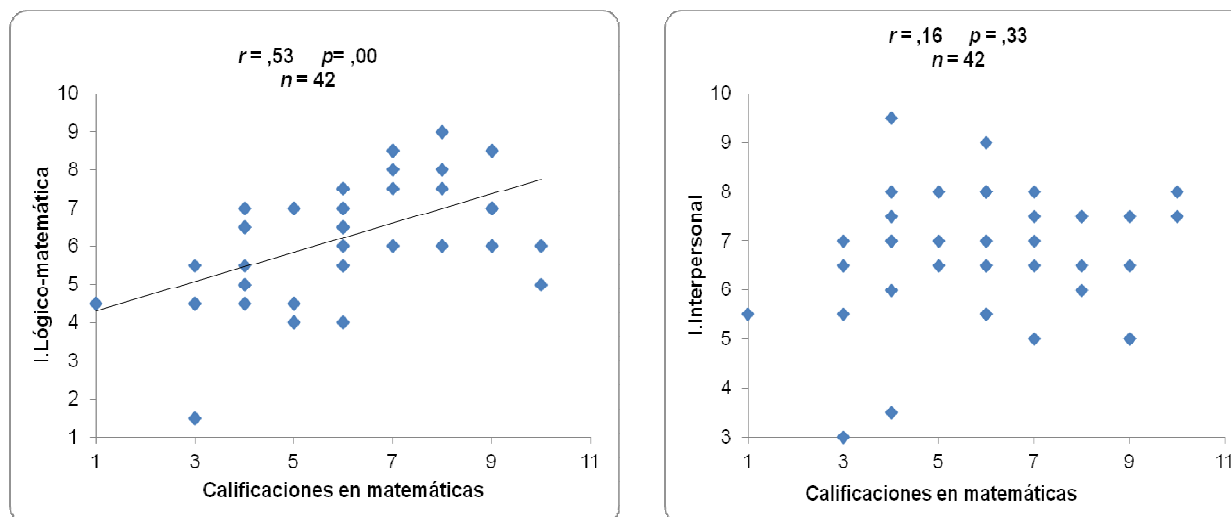 r = ,53 p= ,00
n = 42
10
9
8
7
6
5
4
3
2
1
I.Lógico-matemática
1 3 5 7 9 11
Calificaciones en matemáticas
r = ,16 p = ,33
n = 42
10
9
8
7
6
5
4
3
I.Interpersonal
1 3 5 7 9 11
Calificaciones en matemáticas